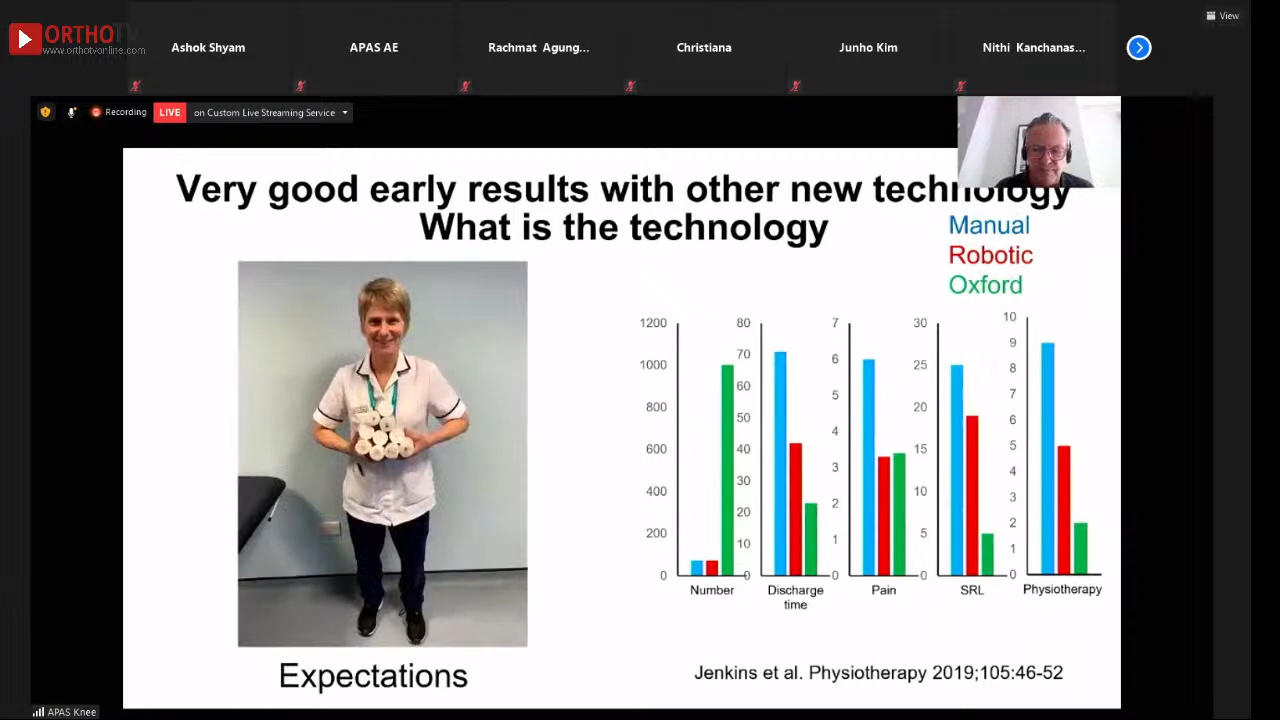 ORTHOTV
www.orthotvonline.com
Ashok Shyam
APAS AE
Rachmat Agung...
Christiana
Junho Kim
Nithi Kanchanas...
View
Recording
LIVE
on Custom Live Streaming Service
Very good early results with other new technology
What is the technology
Manual
Robotic
Oxford
1200
1000
800
600
400
200
0
Number
80
70
60
50
40
30
20
10
0
Discharge
time
7
6
5
4
3
2
1
0
Pain
30
25
20
15
10
5
0
SRL
10
9
8
7
6
5
4
3
2
1
0
Physiotherapy
Expectations
Jenkins et al. Physiotherapy 2019;105:46-52
APAS Knee